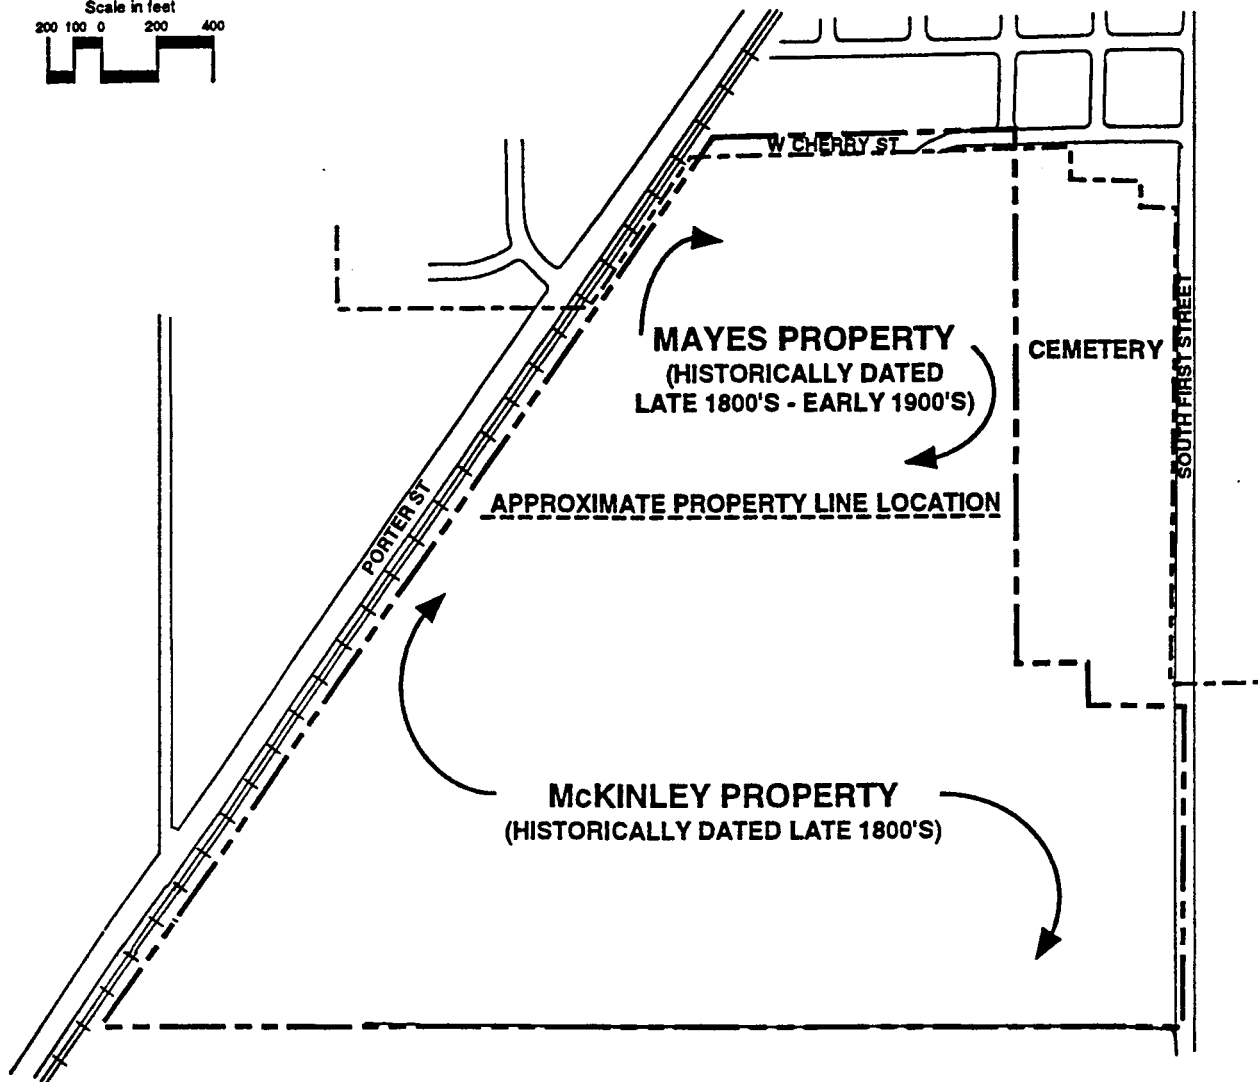 Scale in feet
200 100 0 200 400
W CHERRY ST
MAYES PROPERTY
(HISTORICALLY DATED
LATE 1800'S - EARLY 1900'S)
CEMETERY
SOUTH FIRST STREET
APPROXIMATE PROPERTY LINE LOCATION
PORTER ST
McKINLEY PROPERTY
(HISTORICALLY DATED LATE 1800'S)